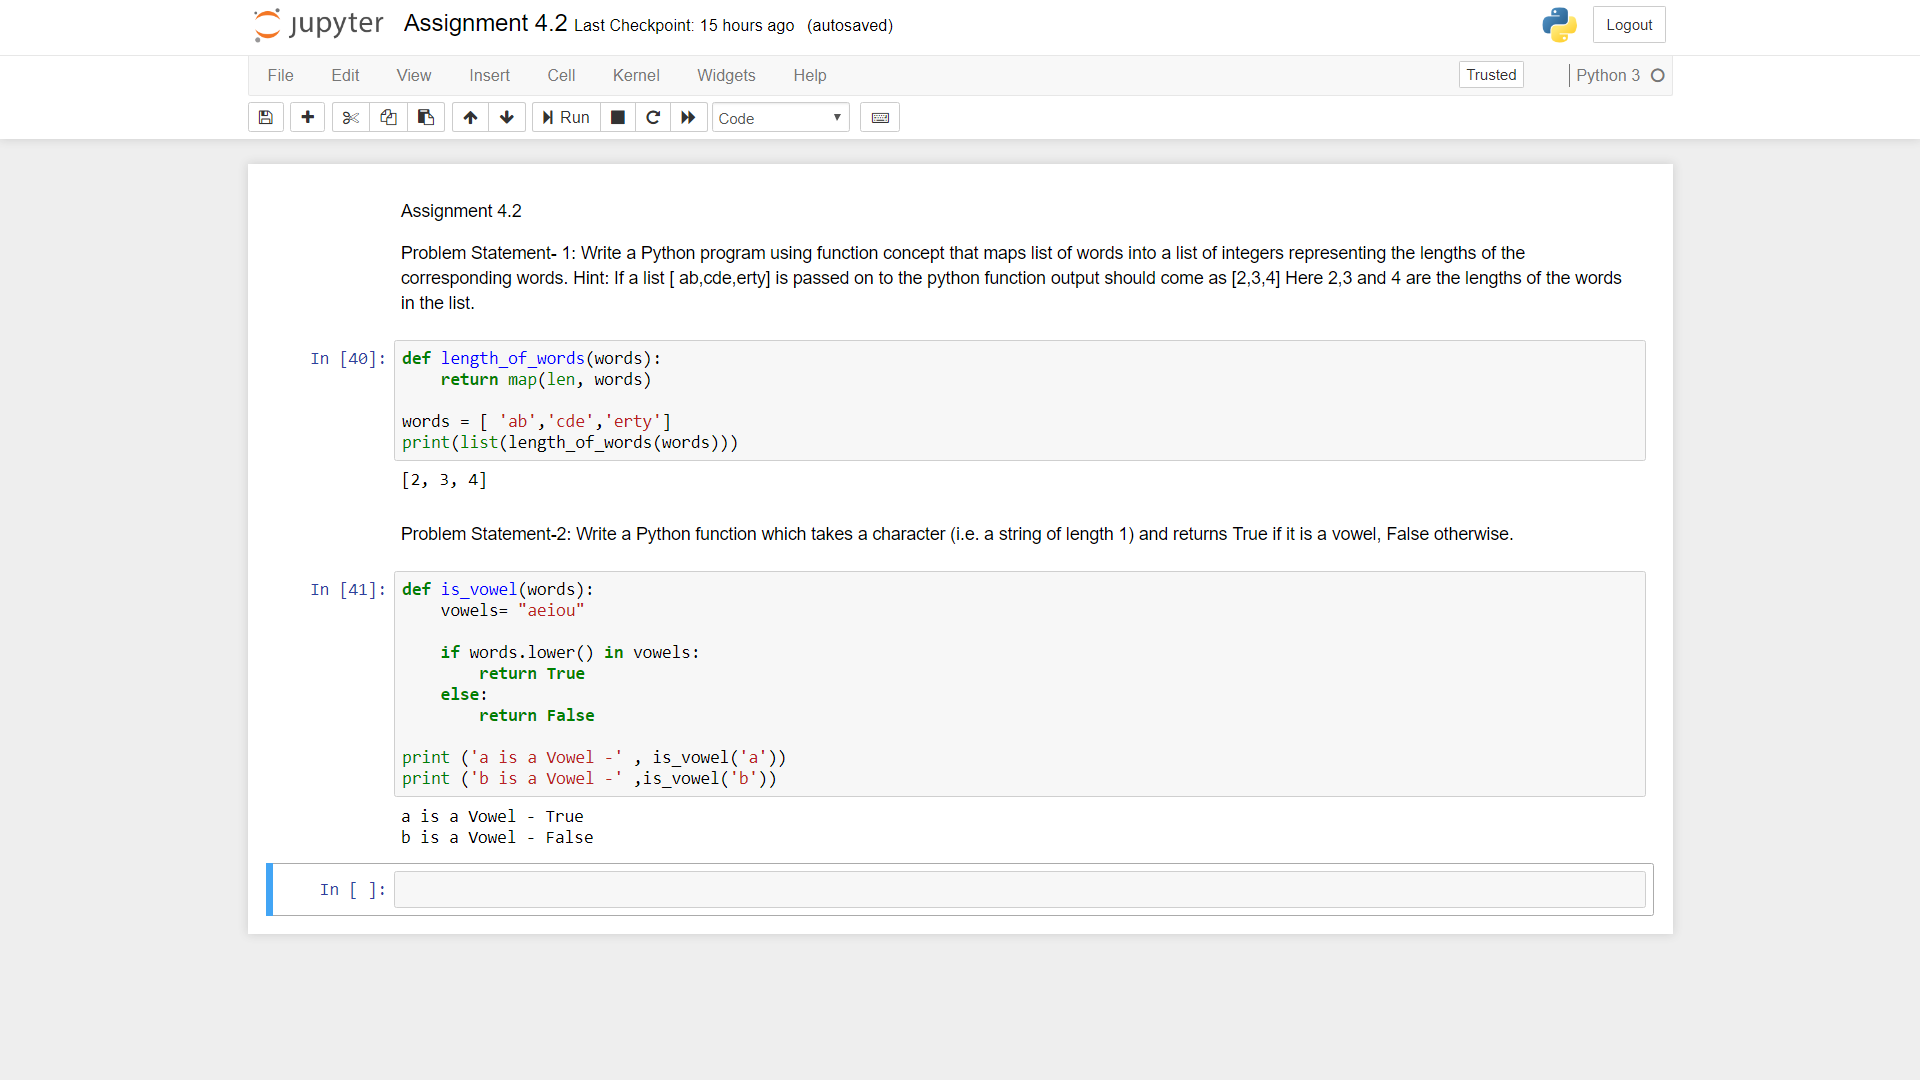 jupyter Assignment 4.2 Last Checkpoint: 15 hours ago (autosaved) Logout
File Edit View Insert Cell Kernel Widgets Help Trusted Python 3
Run Code
Assignment 4.2
Problem Statement- 1: Write a Python program using function concept that maps list of words into a list of integers representing the lengths of the
corresponding words. Hint: If a list [ ab,cde,erty] is passed on to the python function output should come as [2,3,4] Here 2,3 and 4 are the lengths of the words
in the list.
In [40]: def length_of_words(words):
    return map(len, words)
words = [ 'ab','cde','erty']
print(list(length_of_words(words)))
[2, 3, 4]
Problem Statement-2: Write a Python function which takes a character (i.e. a string of length 1) and returns True if it is a vowel, False otherwise.
In [41]: def is_vowel(words):
    vowels= "aeiou"
    if words.lower() in vowels:
        return True
    else:
        return False
print ('a is a Vowel -' , is_vowel('a'))
print ('b is a Vowel -' ,is_vowel('b'))
a is a Vowel - True
b is a Vowel - False
In [ ]: